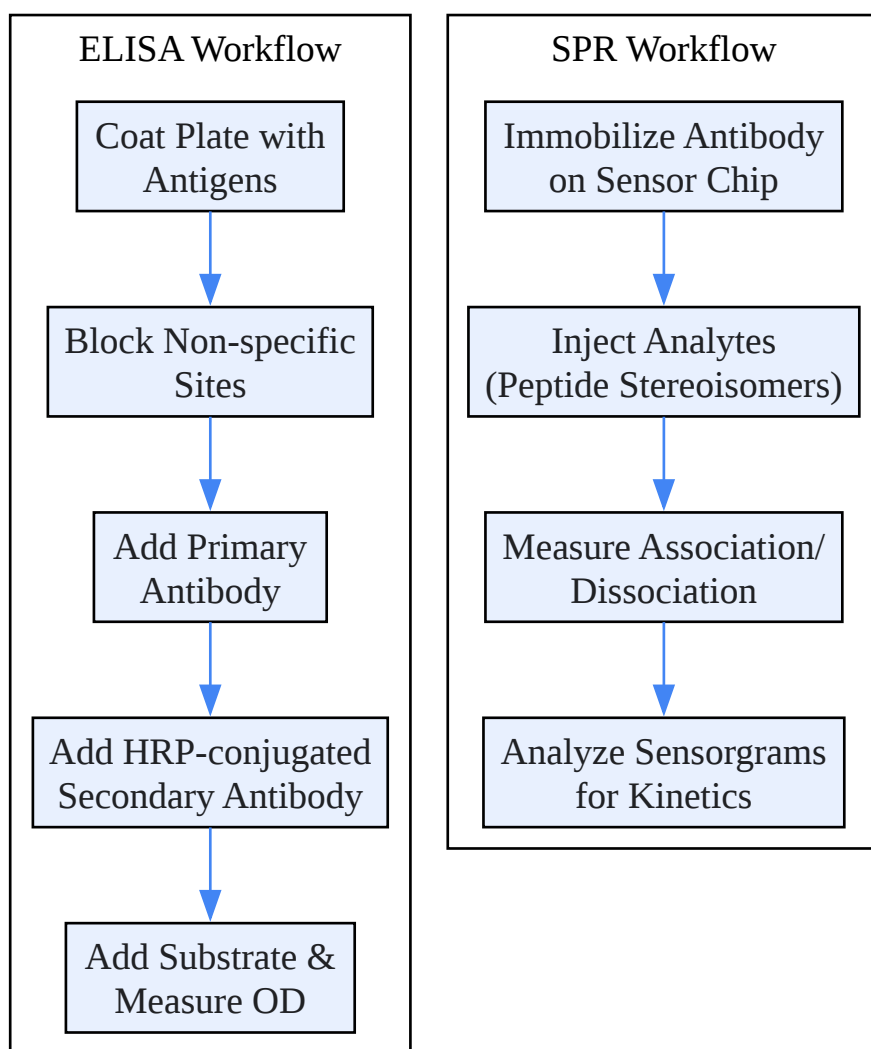 ELISA Workflow
Coat Plate with
Antigens
Block Non-specific
Sites
Add Primary
Antibody
Add HRP-conjugated
Secondary Antibody
Add Substrate &
Measure OD
SPR Workflow
Immobilize Antibody
on Sensor Chip
Inject Analytes
(Peptide Stereoisomers)
Measure Association/
Dissociation
Analyze Sensorgrams
for Kinetics